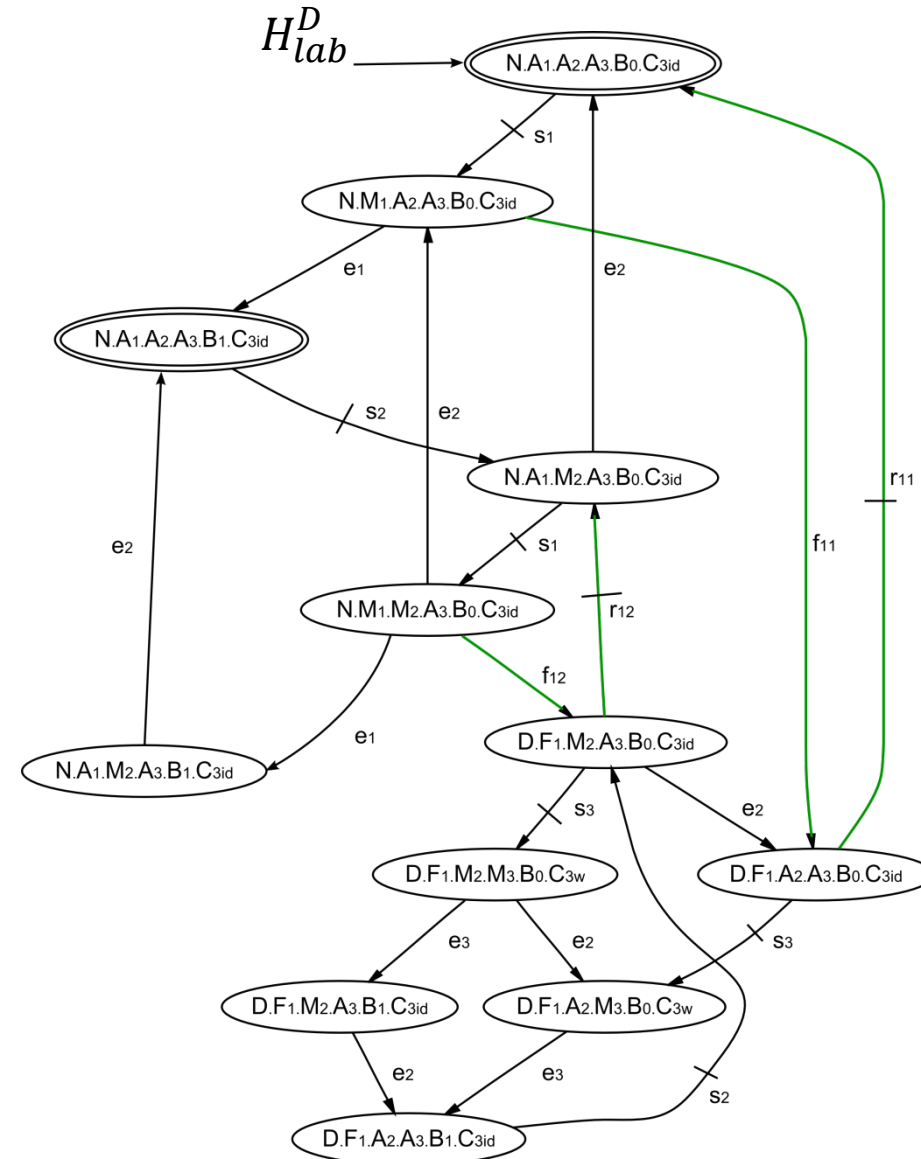 H_{lab}^{D}
N.A₁.A₂.A₃.B₀.C₃id
s₁
N.M₁.A₂.A₃.B₀.C₃id
e₁
e₂
N.A₁.A₂.A₃.B₁.C₃id
s₂
e₂
N.A₁.M₂.A₃.B₀.C₃id
r₁₁
e₂
s₁
f₁₁
N.M₁.M₂.A₃.B₀.C₃id
r₁₂
f₁₂
e₁
D.F₁.M₂.A₃.B₀.C₃id
N.A₁.M₂.A₃.B₁.C₃id
s₃
e₂
D.F₁.M₂.M₃.B₀.C₃w
D.F₁.A₂.A₃.B₀.C₃id
e₃
e₂
s₃
D.F₁.M₂.A₃.B₁.C₃id
D.F₁.A₂.M₃.B₀.C₃w
e₂
e₃
s₂
D.F₁.A₂.A₃.B₁.C₃id